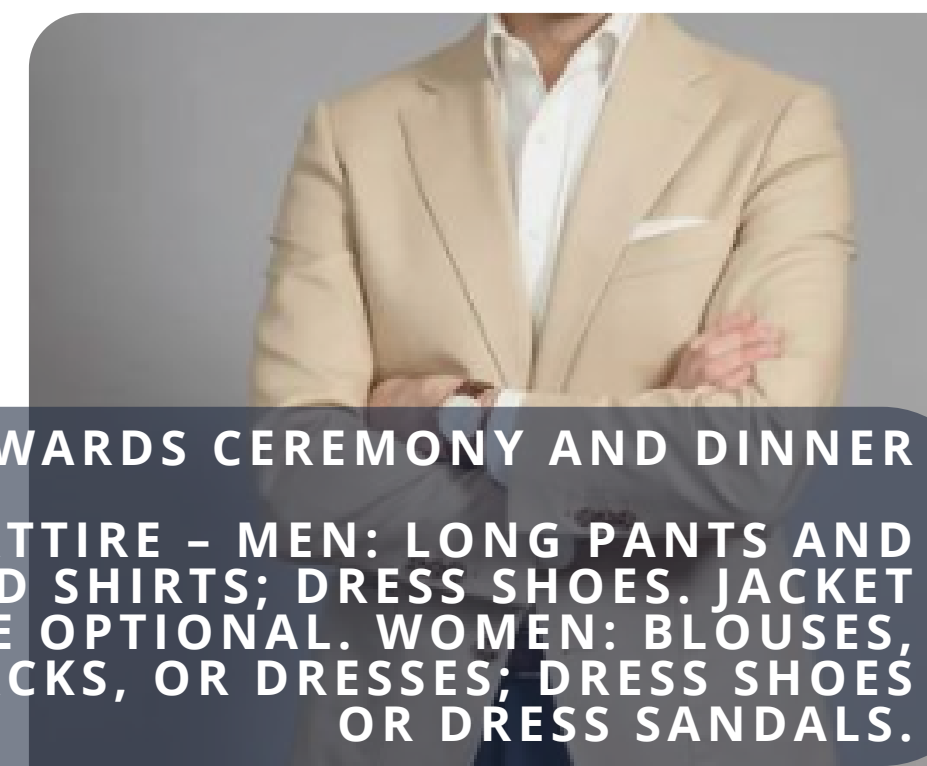 WARDS CEREMONY AND DINNER
TTIRE – MEN: LONG PANTS AND
D SHIRTS; DRESS SHOES. JACKET
E OPTIONAL. WOMEN: BLOUSES,
CKS, OR DRESSES; DRESS SHOES
OR DRESS SANDALS.